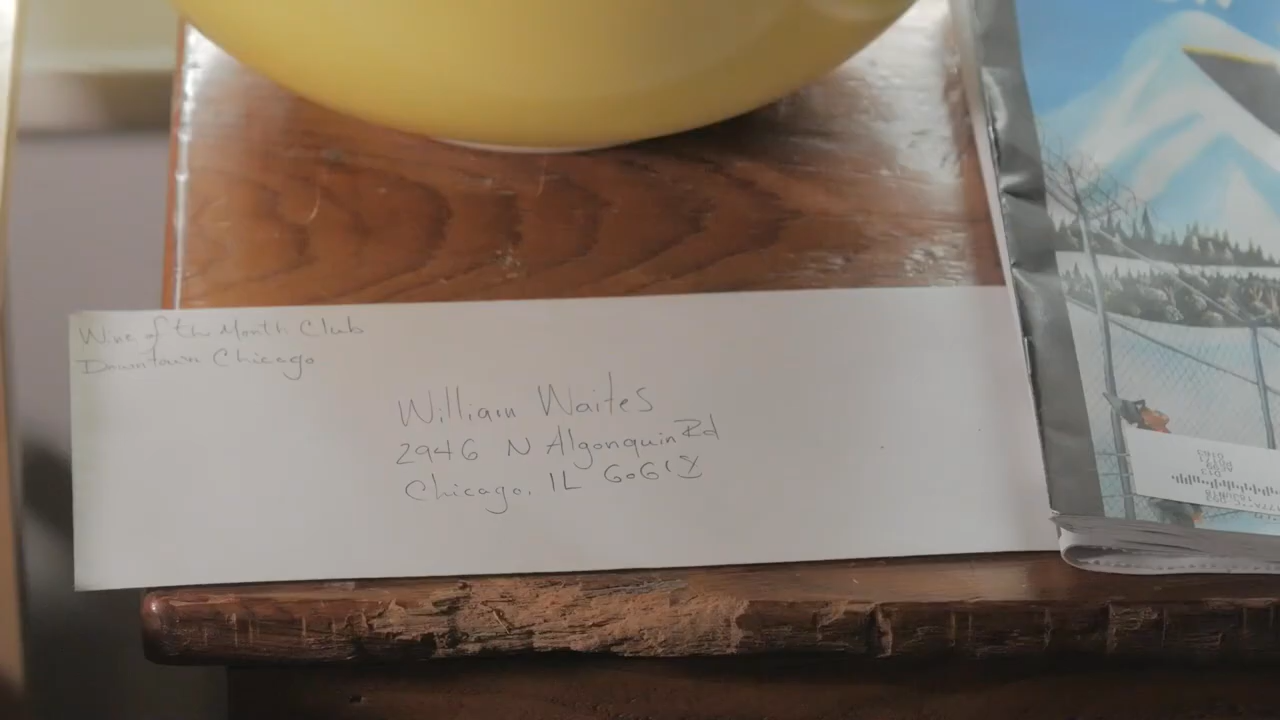 Wine of the Month Club
Downtown Chicago
William Waites
2946 N Algonquin Rd
Chicago, IL